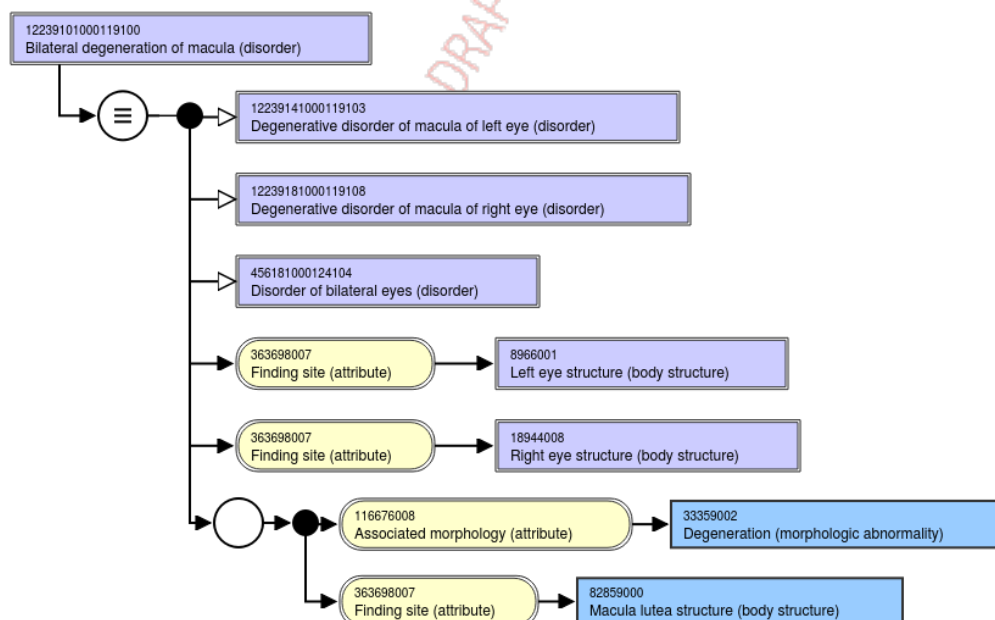 12239101000119100
Bilateral degeneration of macula (disorder)
DRAF
12239141000119103
Degenerative disorder of macula of left eye (disorder)
12239181000119108
Degenerative disorder of macula of right eye (disorder)
456181000124104
Disorder of bilateral eyes (disorder)
363698007
Finding site (attribute)
8966001
Left eye structure (body structure)
363698007
Finding site (attribute)
18944008
Right eye structure (body structure)
116676008
Associated morphology (attribute)
33359002
Degeneration (morphologic abnormality)
363698007
Finding site (attribute)
82859000
Macula lutea structure (body structure)